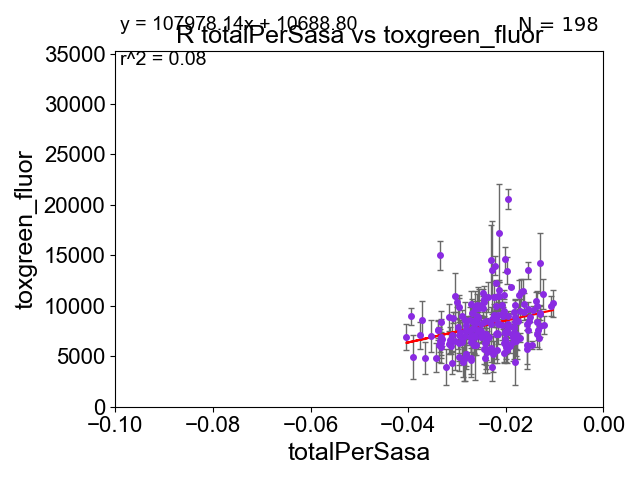 y = 107978.14x + 10688.80
N = 198
R totalPerSasa vs toxgreen_fluor
r^2 = 0.08
35000
30000
25000
20000
15000
10000
5000
0
toxgreen_fluor
−0.10 −0.08 −0.06 −0.04 −0.02 0.00
totalPerSasa